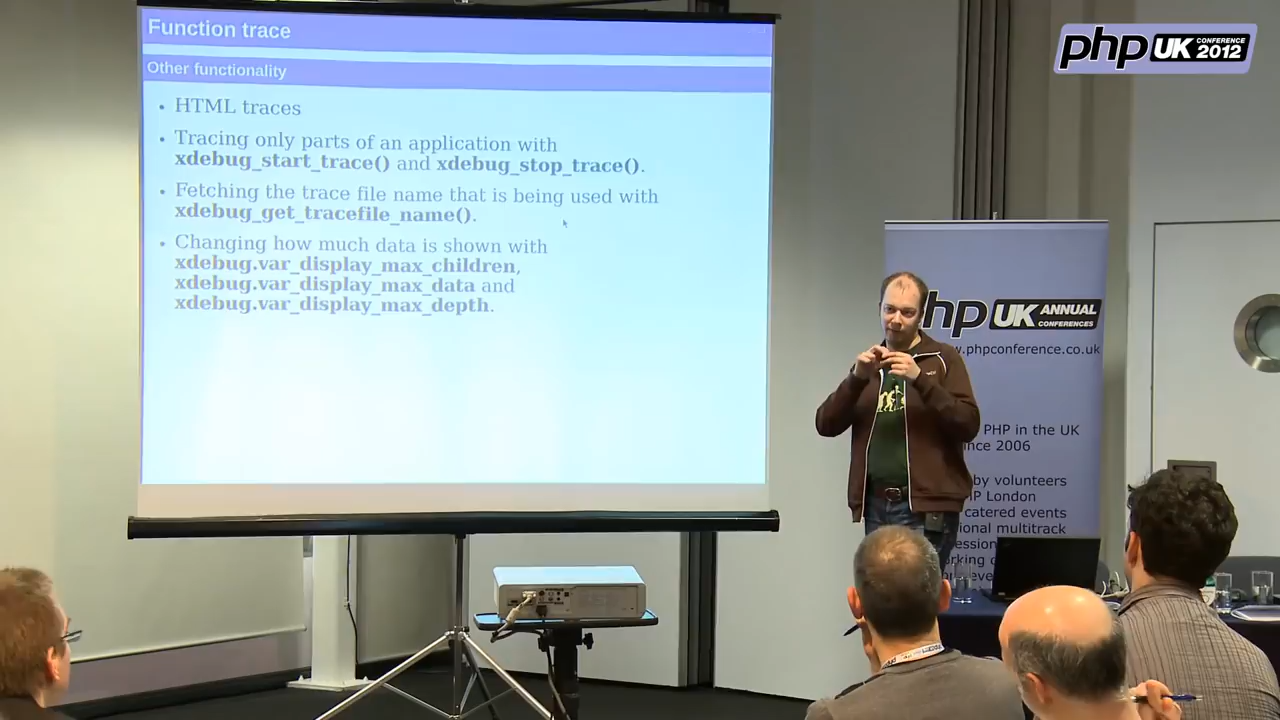 Function trace
Other functionality
• HTML traces
• Tracing only parts of an application with
xdebug_start_trace() and xdebug_stop_trace().
• Fetching the trace file name that is being used with
xdebug_get_tracefile_name().
• Changing how much data is shown with
xdebug.var_display_max_children,
xdebug.var_display_max_data and
xdebug.var_display_max_depth.
php UK CONFERENCE 2012
hp UK ANNUAL CONFERENCES
w.phpconference.co.uk
PHP in the UK
nce 2006
by volunteers
IP London
catered events
ional multitrack